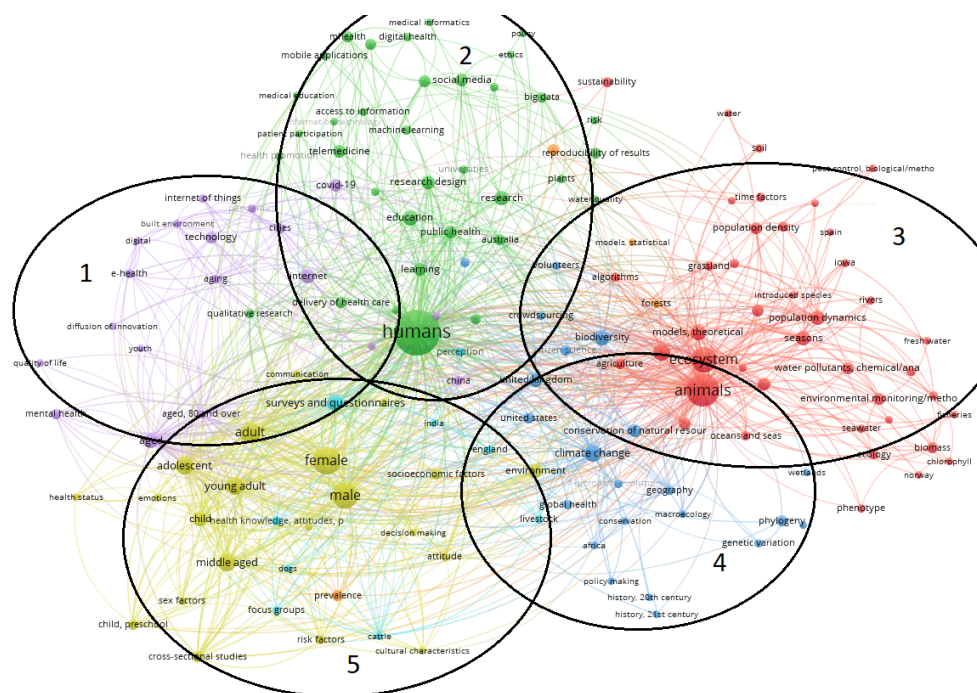 medical informatics
mhealth
digital health
policy
2
mobile applications
ethics
social media
sustainability
medical education
big data
access to information
water
information technology
risk
patient participation
machine learning
soil
telemedicine
reproducibility of results
health promotion
universities
pest control, biological/metho
covid-19
research design
plants
internet of things
research
water quality
time factors
built environment
education
cities
population density
spain
3
digital
technology
public health
australia
models, statistical
1
e-health
aging
internet
learning
volunteers
algorithms
grassland
iowa
delivery of health care
forests
introduced species
rivers
qualitative research
crowdsourcing
population dynamics
diffusion of innovation
humans
biodiversity
models, theoretical
seasons
fresh water
youth
perception
citizen science
ecosystem
quality of life
agriculture
water pollutants, chemical/ana
communication
china
united kingdom
animals
environmental monitoring/metho
surveys and questionnaires
mental health
aged, 80 and over
united states
fisheries
india
seawater
aged
adult
conservation of natural resour
oceans and seas
england
climate change
ecology
biomass
adolescent
female
chlorophyll
socioeconomic factors
environment
wetlands
norway
health status
emotions
young adult
male
global health
geography
phenotype
child
health knowledge, attitudes, p
livestock
conservation
macroecology
phylogeny
decision making
africa
genetic variation
middle aged
attitude
4
dogs
policy making
prevalence
history, 20th century
sex factors
focus groups
history, 21st century
child, preschool
risk factors
cattle
cross-sectional studies
cultural characteristics
5